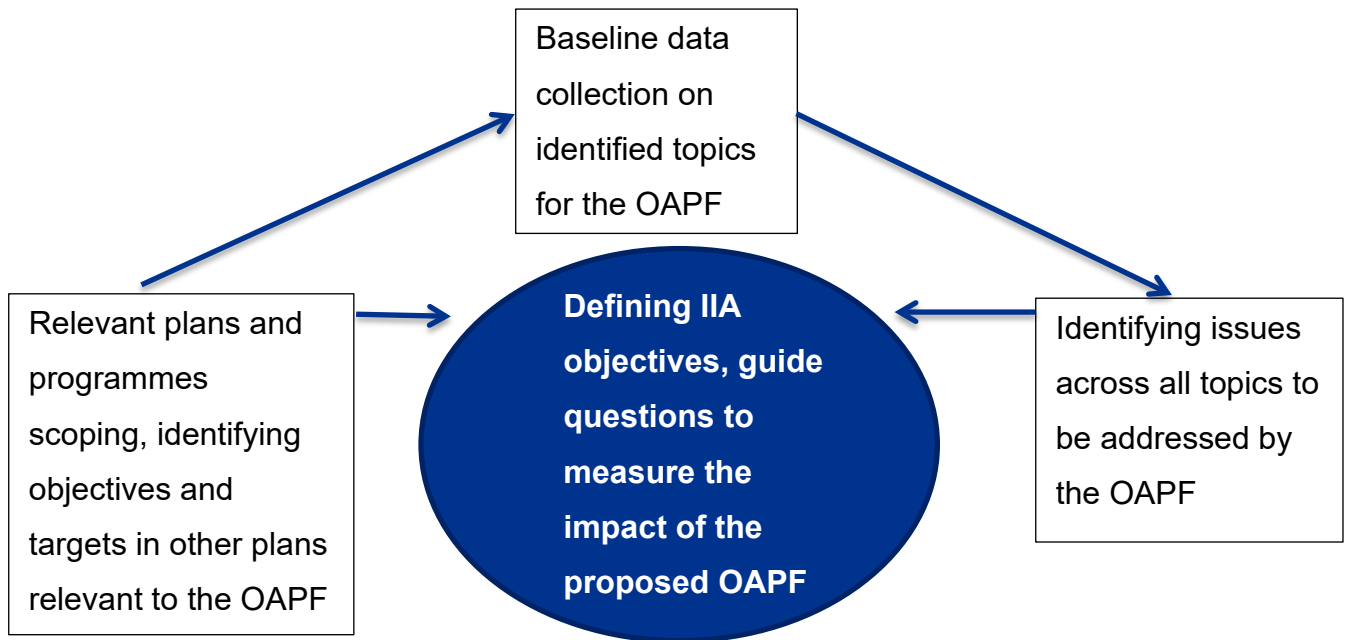 Baseline data
collection on
identified topics
for the OAPF
Relevant plans and
programmes
scoping, identifying
objectives and
targets in other plans
relevant to the OAPF
Defining IIA
objectives, guide
questions to
measure the
impact of the
proposed OAPF
Identifying issues
across all topics to
be addressed by
the OAPF